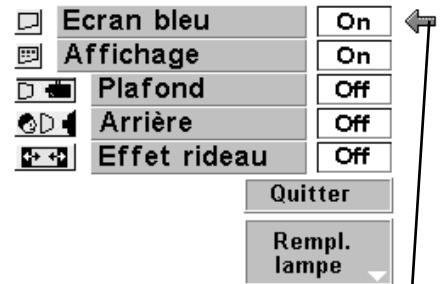 Ecran bleu On
Affichage On
Plafond Off
Arrière Off
Effet rideau Off
Quitter
Rempl.
lampe